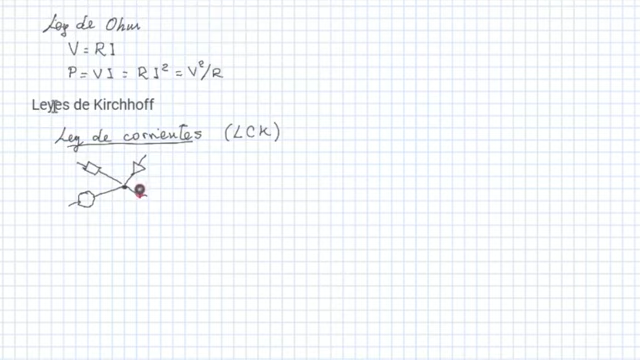 Ley de Ohm
V = R I
P = V I = R I² = V²/R
Leyes de Kirchhoff
Ley de corrientes (LCK)